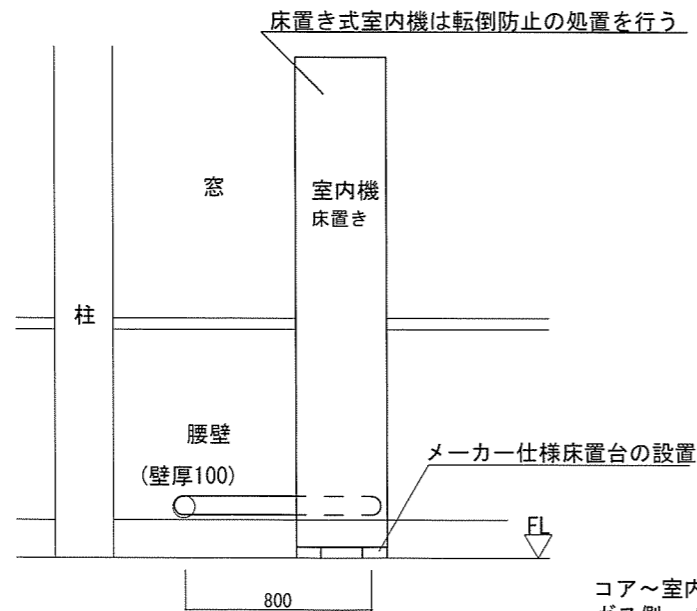 床置き式室内機は転倒防止の処置を行う
窓
室内機
床置き
柱
腰壁
(壁厚100)
メーカー仕様床置台の設置
FL
800
コア～室内